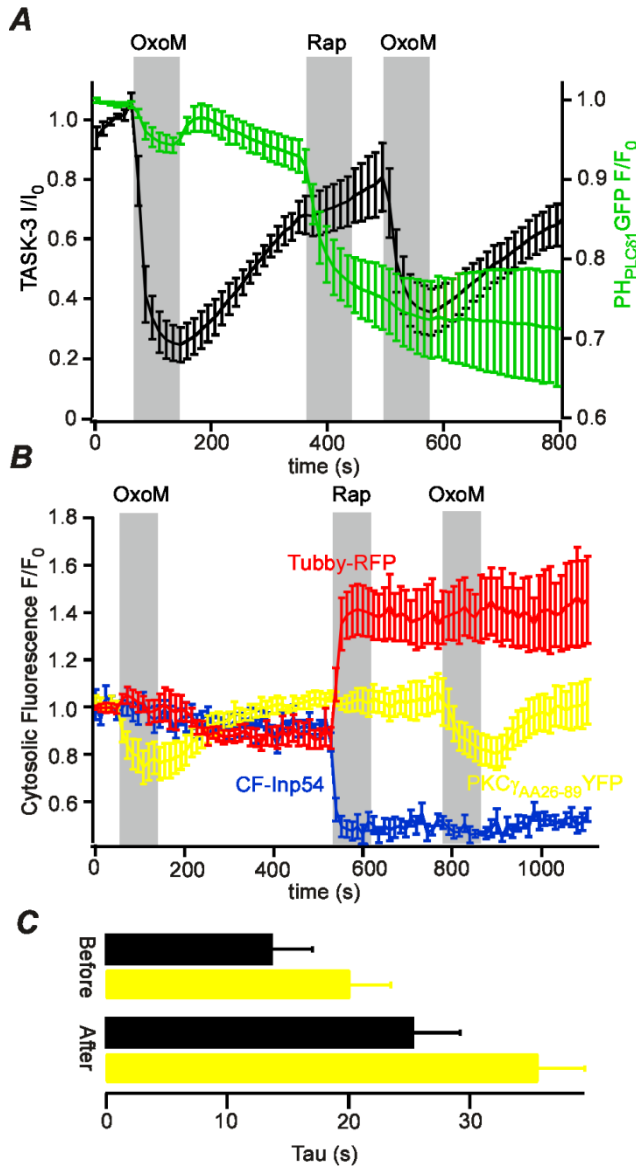 A
OxoM Rap OxoM
TASK-3 I/I₀
1.0
0.8
0.6
0.4
0.2
0
1.0
0.9
0.8
0.7
0.6
PH_PLCδ1GFP F/F₀
0 200 400 600 800
time (s)
B
OxoM Rap OxoM
Cytosolic Fluorescence F/F₀
1.8
1.6
1.4
1.2
1.0
0.8
0.6
Tubby-RFP
CF-Inp54
PKCγAA26-89YFP
0 200 400 600 800 1000
time (s)
C
Before
After
0 10 20 30
Tau (s)